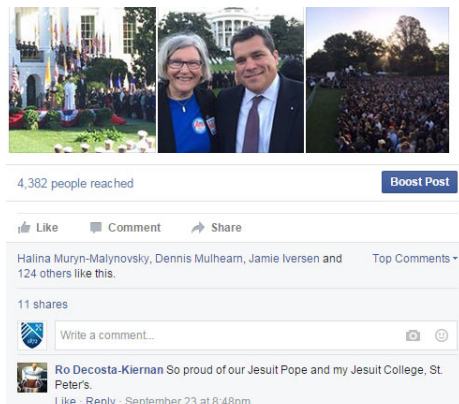 4,382 people reached
Boost Post
Like Comment Share
Halina Muryn-Malynovsky, Dennis Mulhearn, Jamie Iversen and
124 others like this.
Top Comments
11 shares
1872
Write a comment...
Ro Decosta-Kiernan So proud of our Jesuit Pope and my Jesuit College, St.
Peter's.
Like · Reply · September 23 at 8:48pm